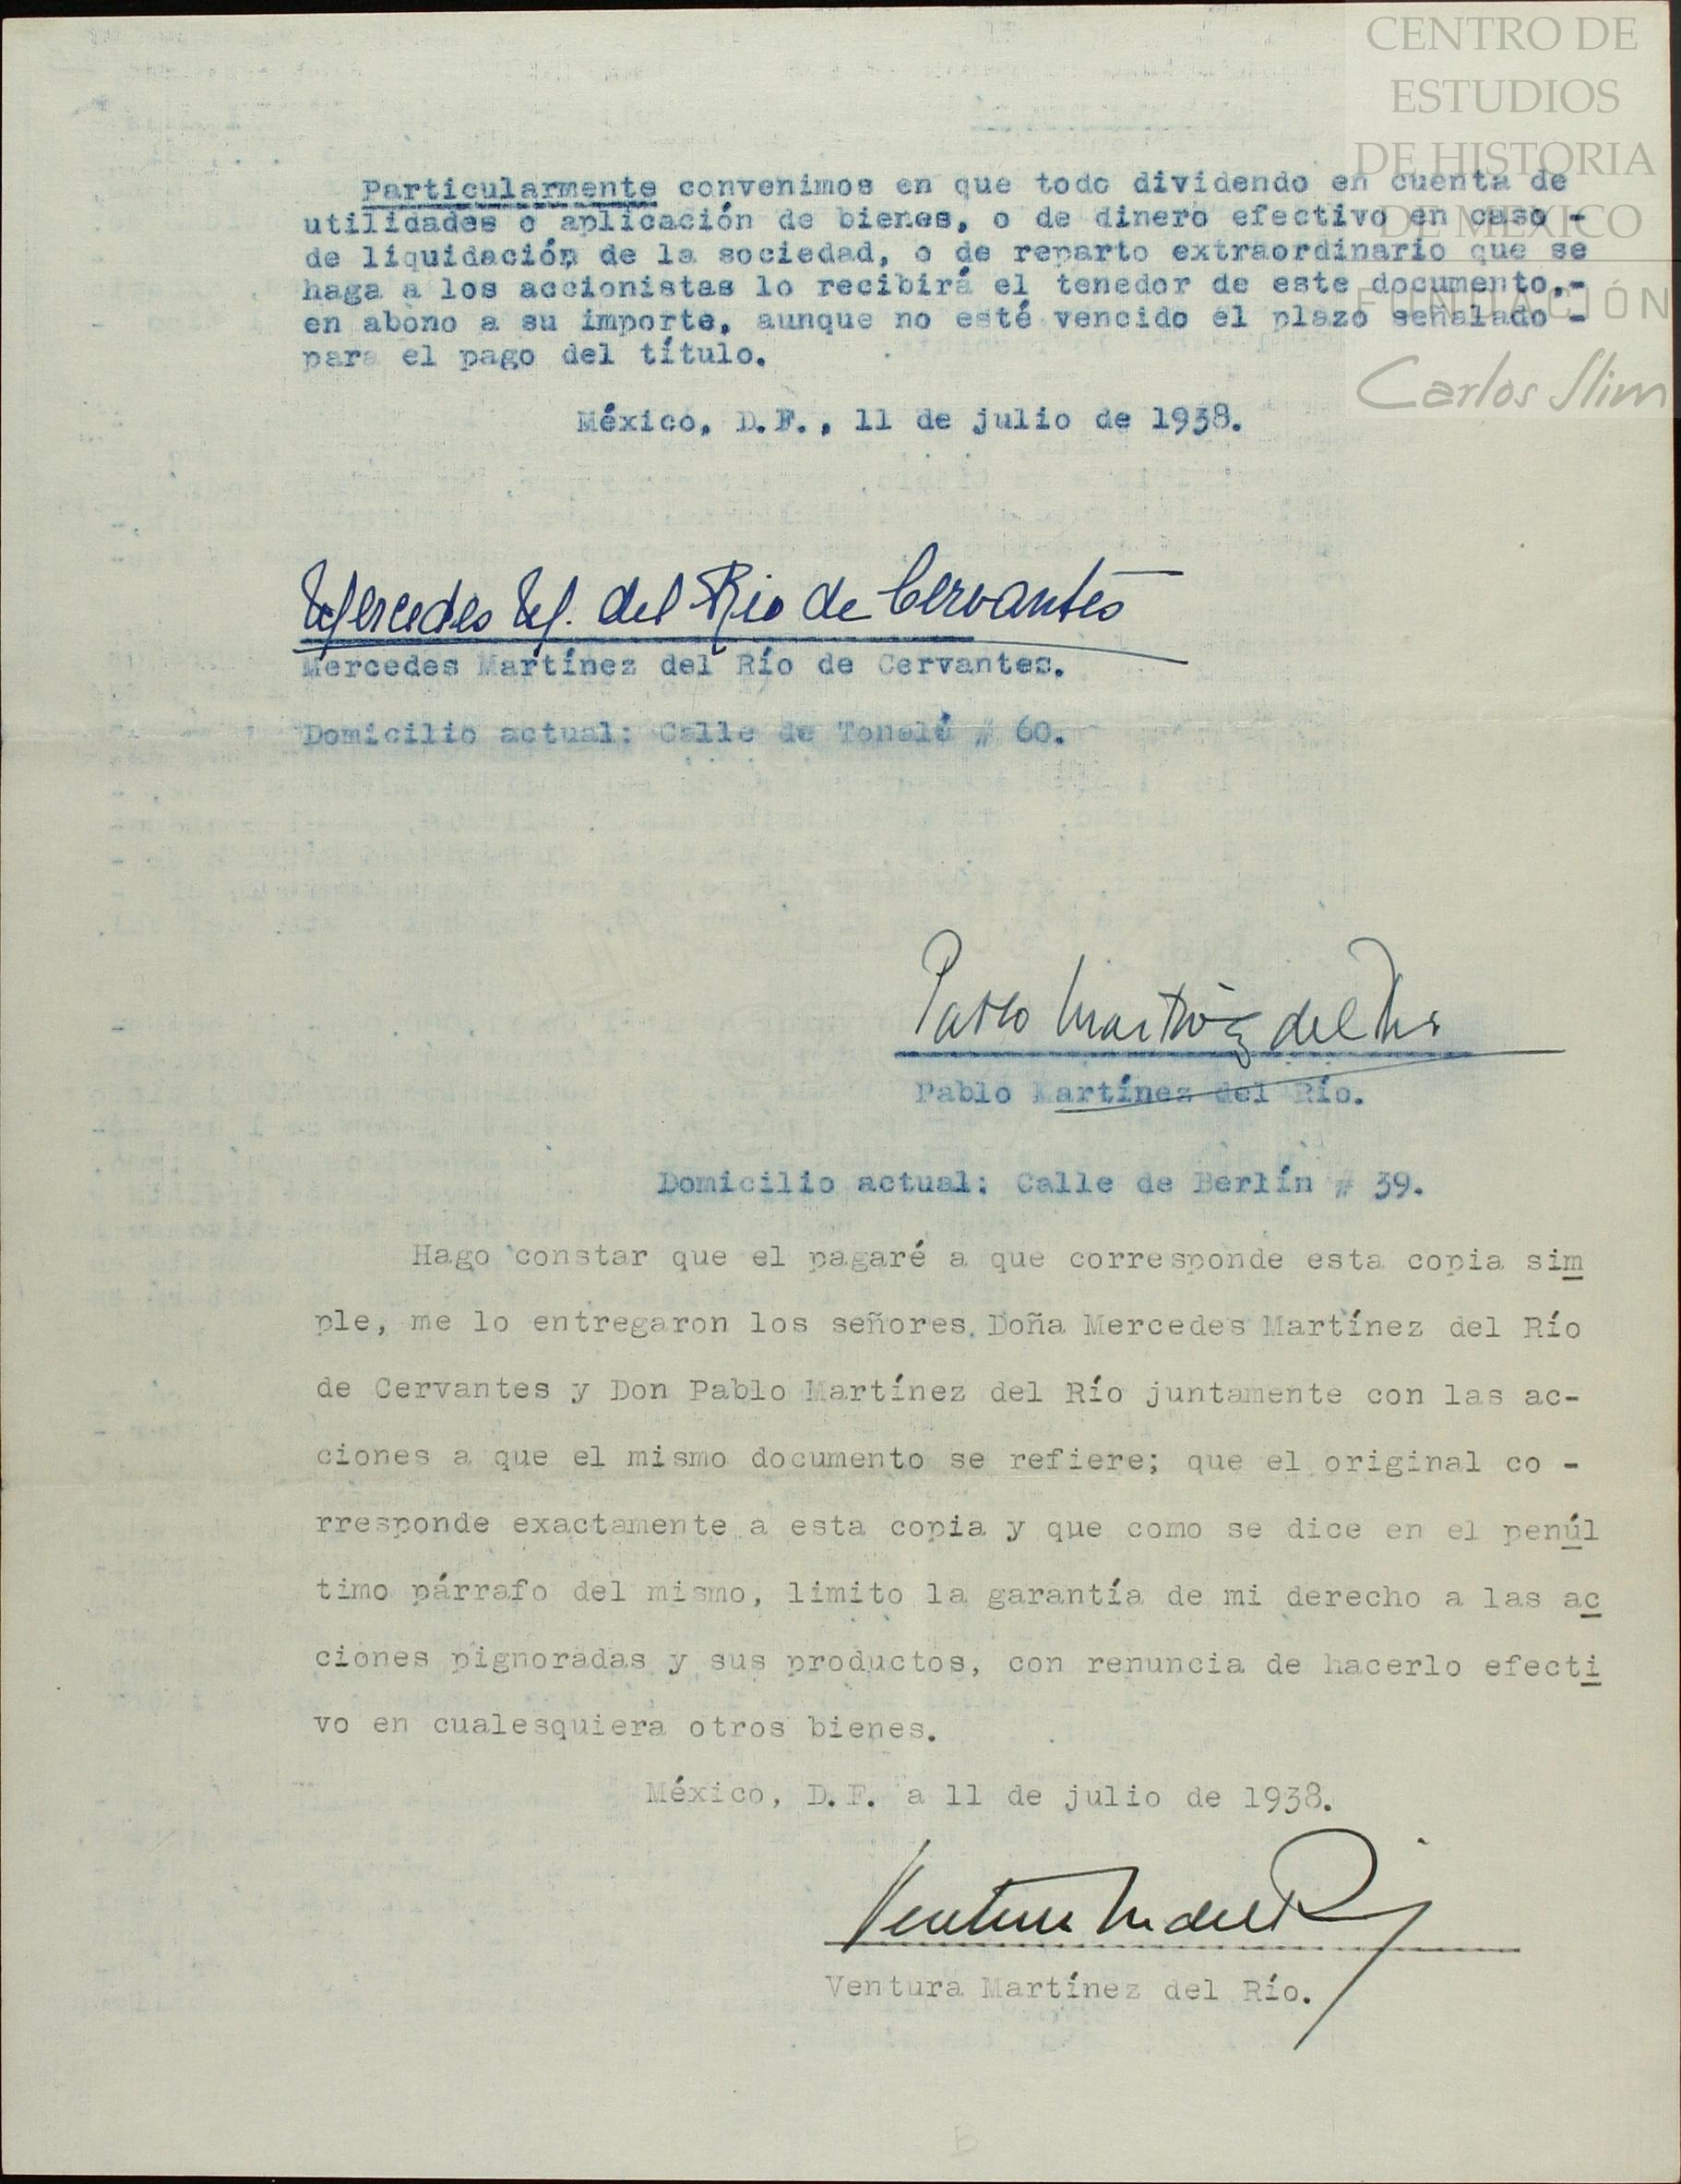 CENTRO DE
ESTUDIOS
DE HISTORIA
DE MÉXICO
FUNDACIÓN
Carlos Slim
Particularmente convenimos en que todo dividendo en cuenta de
utilidades o aplicación de bienes, o de dinero efectivo en caso -
de liquidación de la sociedad, o de reparto extraordinario que se
haga a los accionistas lo recibirá el tenedor de este documento,-
en abono a su importe, aunque no esté vencido el plazo señalado -
para el pago del título.
México, D.F., 11 de julio de 1938.
Mercedes M. del Rio de Cervantes
Mercedes Martínez del Río de Cervantes.
Domicilio actual: Calle de Tonalá # 60.
Pablo Martínez del Río
Pablo Martínez del Río.
Domicilio actual: Calle de Berlín # 39.
Hago constar que el pagaré a que corresponde esta copia sim
ple, me lo entregaron los señores Doña Mercedes Martínez del Río
de Cervantes y Don Pablo Martínez del Río juntamente con las ac-
ciones a que el mismo documento se refiere; que el original co -
rresponde exactamente a esta copia y que como se dice en el penúl
timo párrafo del mismo, limito la garantía de mi derecho a las ac
ciones pignoradas y sus productos, con renuncia de hacerlo efecti
vo en cualesquiera otros bienes.
México, D.F. a 11 de julio de 1938.
Ventura M. del Río
Ventura Martínez del Río.
B